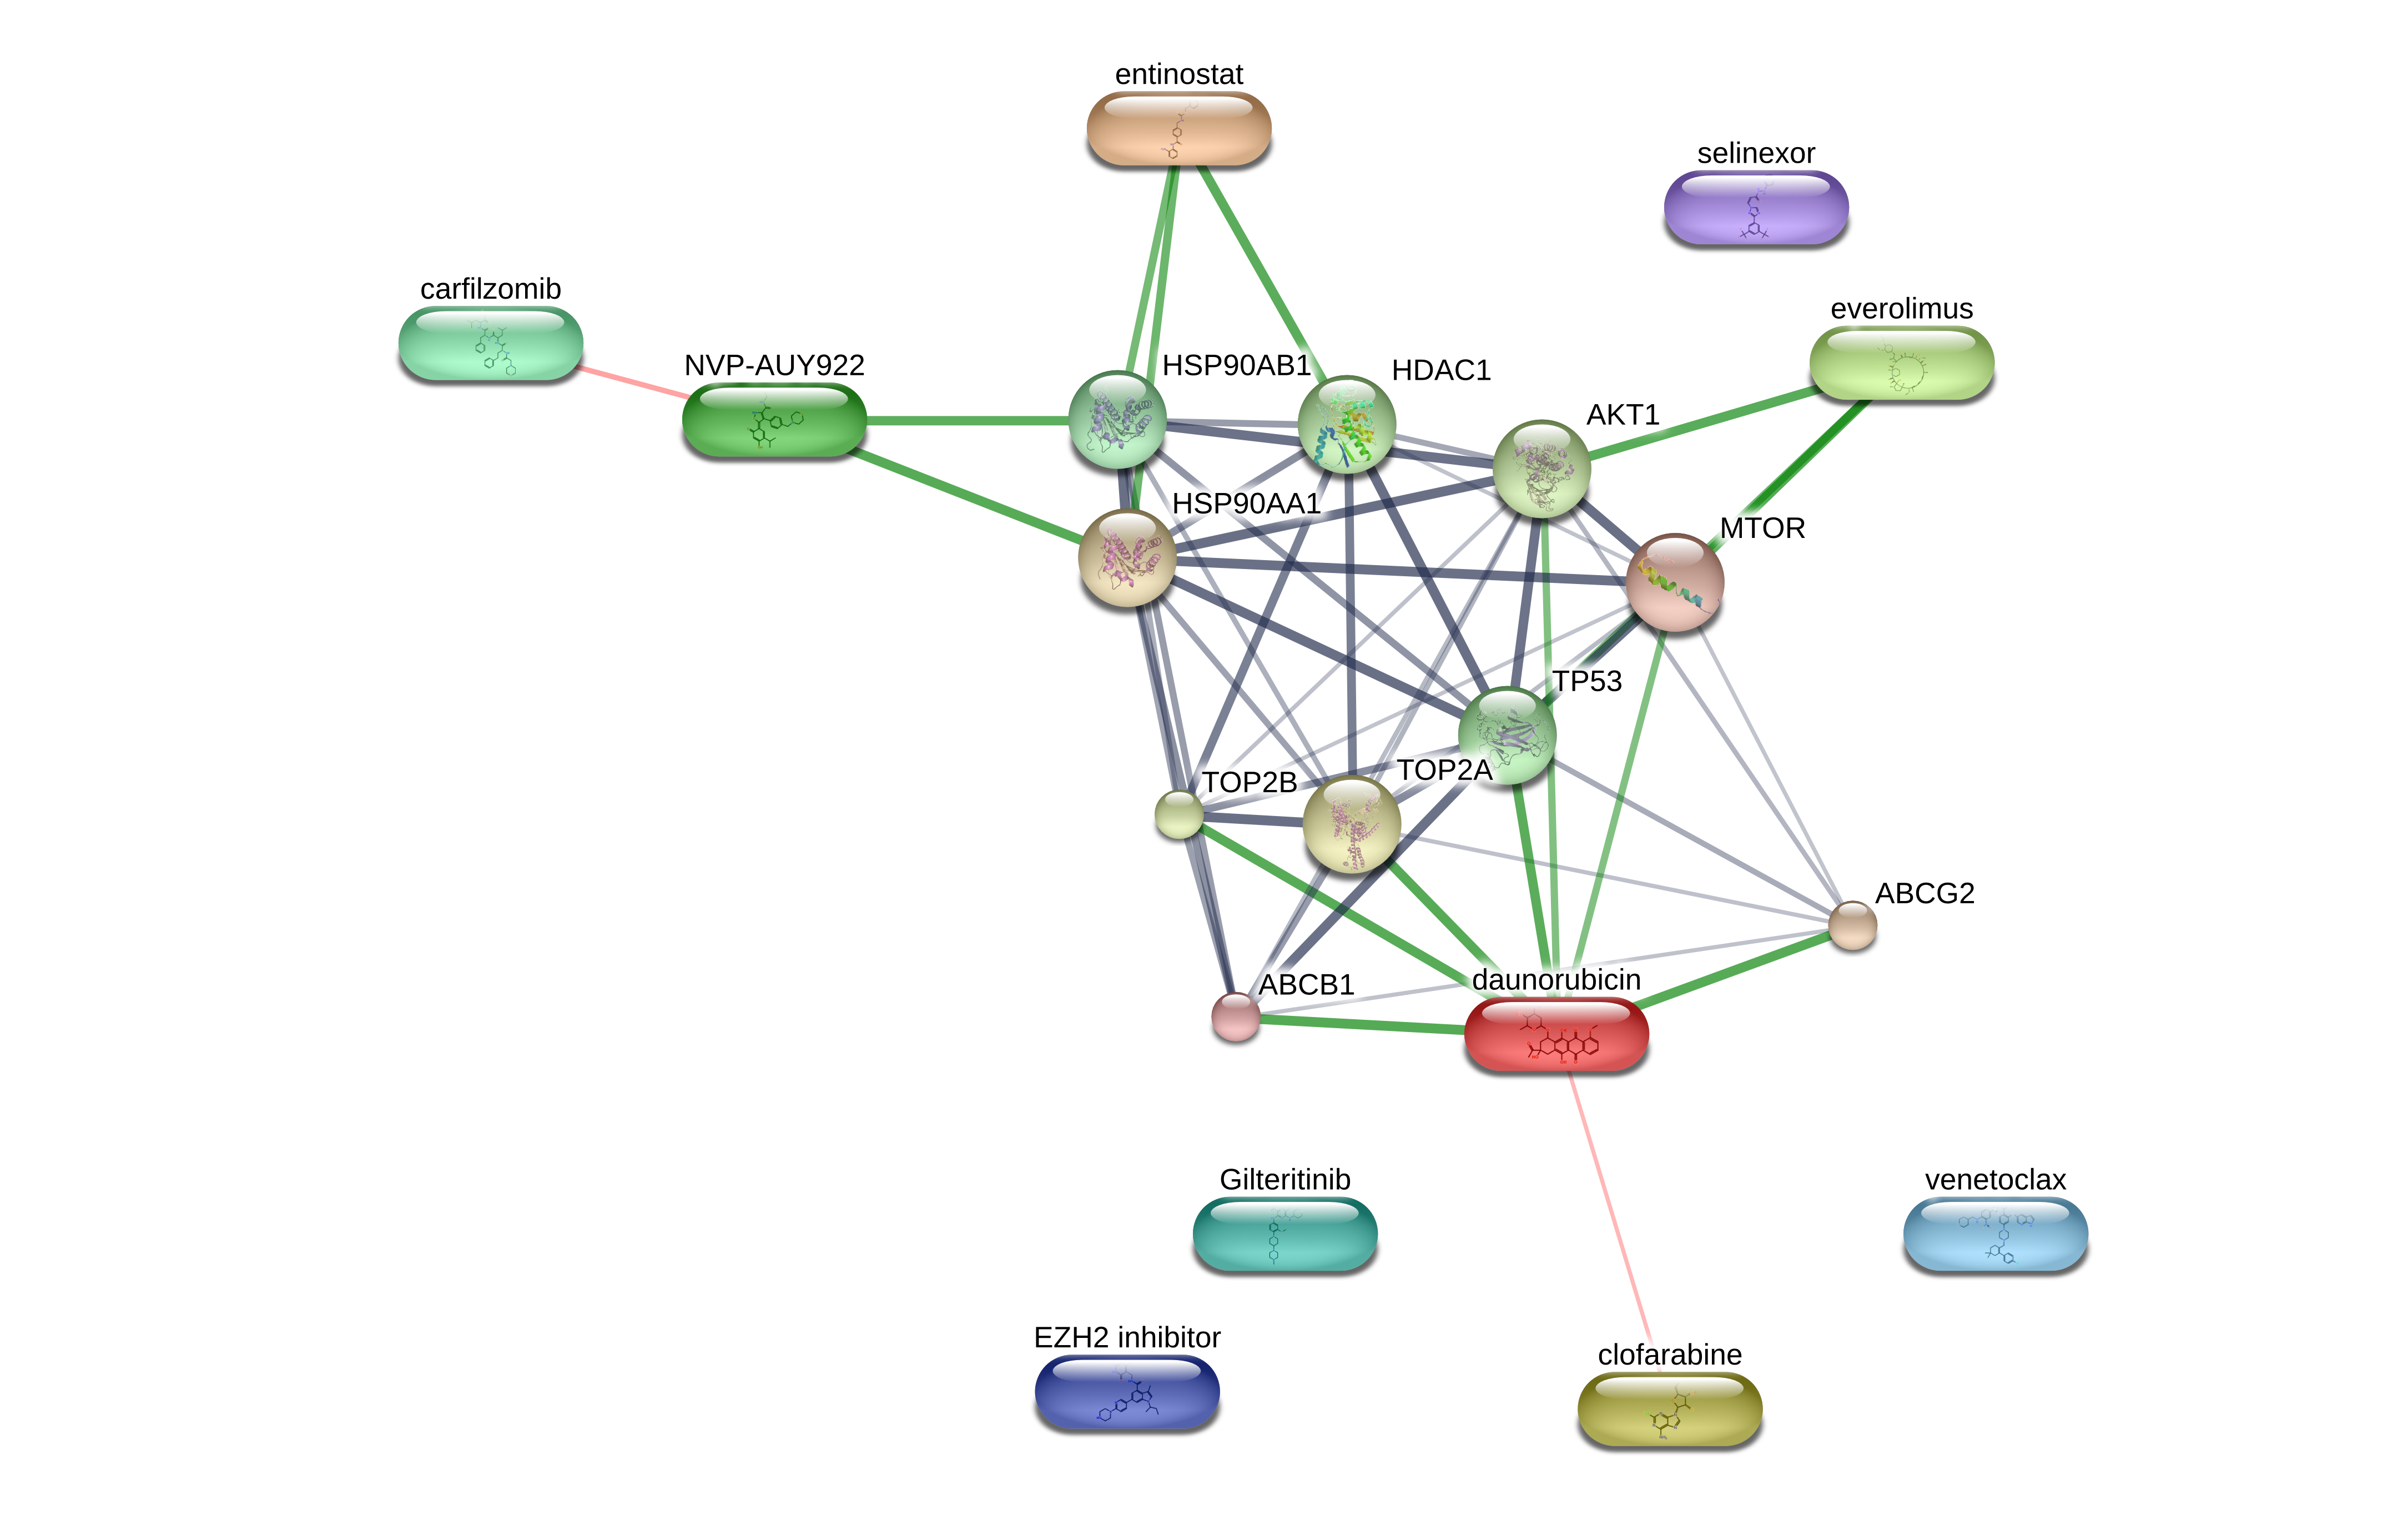 entinostat
selinexor
carfilzomib
everolimus
NVP-AUY922
HSP90AB1
HDAC1
AKT1
HSP90AA1
MTOR
TP53
TOP2B
TOP2A
ABCG2
ABCB1
daunorubicin
Gilteritinib
venetoclax
EZH2 inhibitor
clofarabine